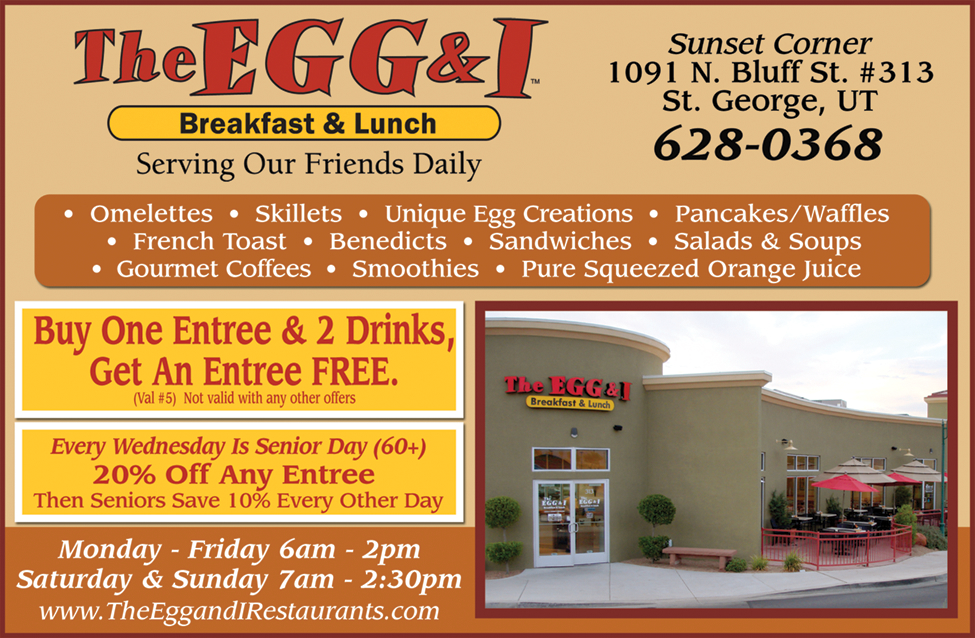 The EGG & I ™
Breakfast & Lunch
Serving Our Friends Daily
Sunset Corner
1091 N. Bluff St. #313
St. George, UT
628-0368
• Omelettes • Skillets • Unique Egg Creations • Pancakes/Waffles
• French Toast • Benedicts • Sandwiches • Salads & Soups
• Gourmet Coffees • Smoothies • Pure Squeezed Orange Juice
Buy One Entree & 2 Drinks,
Get An Entree FREE.
(Val #5) Not valid with any other offers
Every Wednesday Is Senior Day (60+)
20% Off Any Entree
Then Seniors Save 10% Every Other Day
Monday - Friday 6am - 2pm
Saturday & Sunday 7am - 2:30pm
www.TheEggandIRestaurants.com
The EGG & I
Breakfast & Lunch
EGG & I
EGG & I